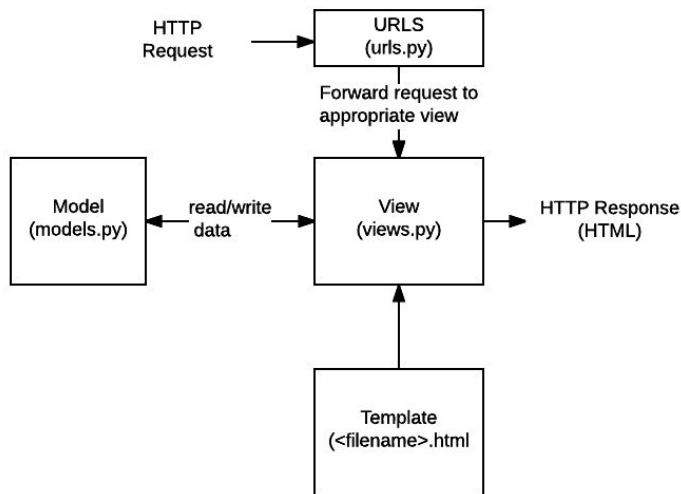 HTTP
Request
URLS
(urls.py)
Forward request to
appropriate view
Model
(models.py)
read/write
data
View
(views.py)
HTTP Response
(HTML)
Template
(<filename>.html